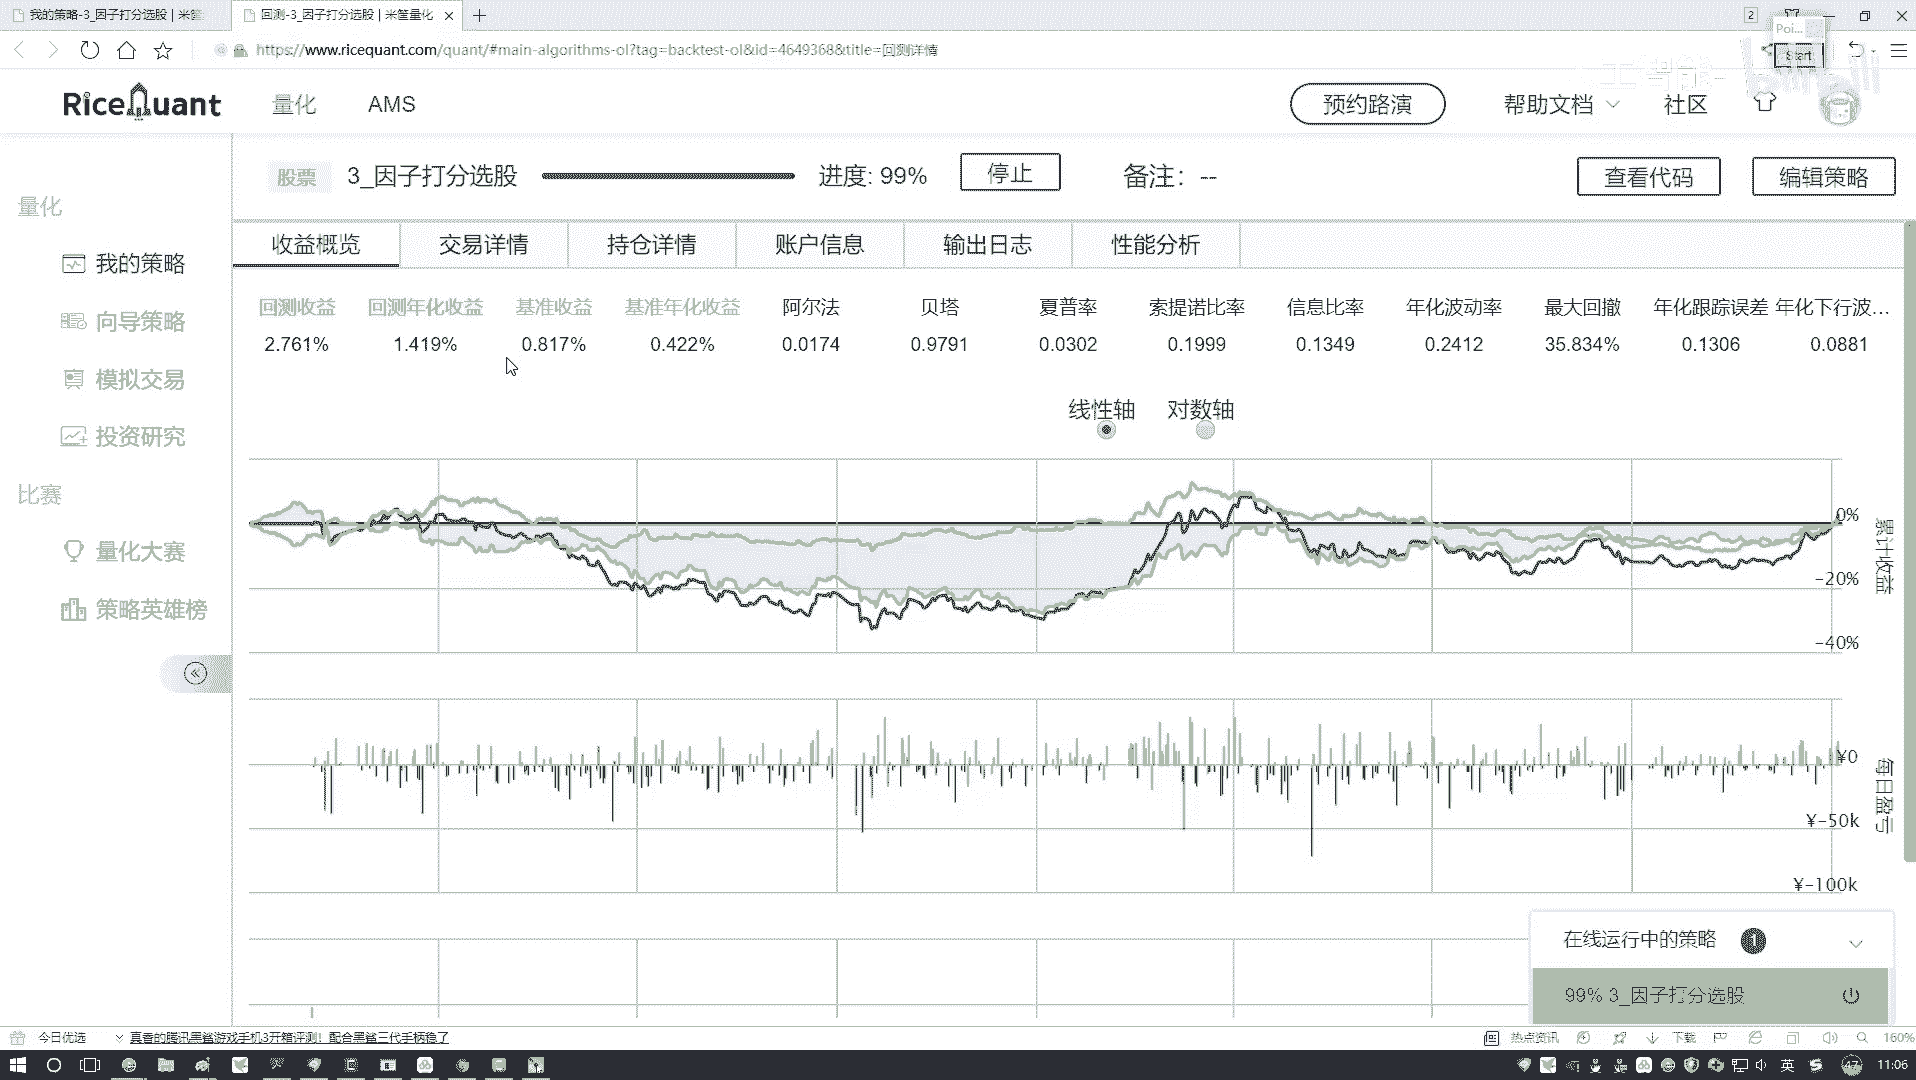 我的策略-3_因子打分选股 | 米筐
回测-3_因子打分选股 | 米筐量化
2
Poi...
https://www.ricequant.com/quant/#main-algorithms-ol?tag=backtest-ol&id=4649368&title=回测详情
Start
RiceQuant
量化
AMS
预约路演
帮助文档
社区
股票
3_因子打分选股
进度: 99%
停止
备注: --
查看代码
编辑策略
量化
我的策略
向导策略
模拟交易
投资研究
比赛
量化大赛
策略英雄榜
收益概览
交易详情
持仓详情
账户信息
输出日志
性能分析
回测收益 回测年化收益 基准收益 基准年化收益 阿尔法 贝塔 夏普率 索提诺比率 信息比率 年化波动率 最大回撤 年化跟踪误差 年化下行波...
2.761% 1.419% 0.817% 0.422% 0.0174 0.9791 0.0302 0.1999 0.1349 0.2412 35.834% 0.1306 0.0881
线性轴 对数轴
0%
-20%
-40%
累计收益
¥0
¥-50k
¥-100k
每日盈亏
在线运行中的策略 1
99% 3_因子打分选股
今日优选
真香的腾讯黑鲨游戏手机3开箱评测！配合黑鲨三代手柄稳了
热点资讯
下载
160%
英
47
11:06